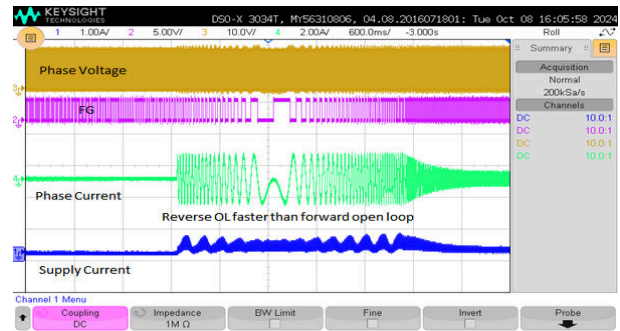 KEYSIGHT
TECHNOLOGIES
DSO-X 3034T, MY56310806, 04.08.2016071801: Tue Oct 08 16:05:58 2024
1 1.00A/ 2 5.00V/ 3 10.0V/ 4 2.00A/ 600.0ms/ -3.000s Roll
Summary
Acquisition
Normal
200kSa/s
Channels
DC 10.0:1
DC 10.0:1
DC 10.0:1
DC 10.0:1
Phase Voltage
FG
Phase Current
Reverse OL faster than forward open loop
Supply Current
Channel 1 Menu
Coupling
DC
Impedance
1M Ω
BW Limit
Fine
Invert
Probe